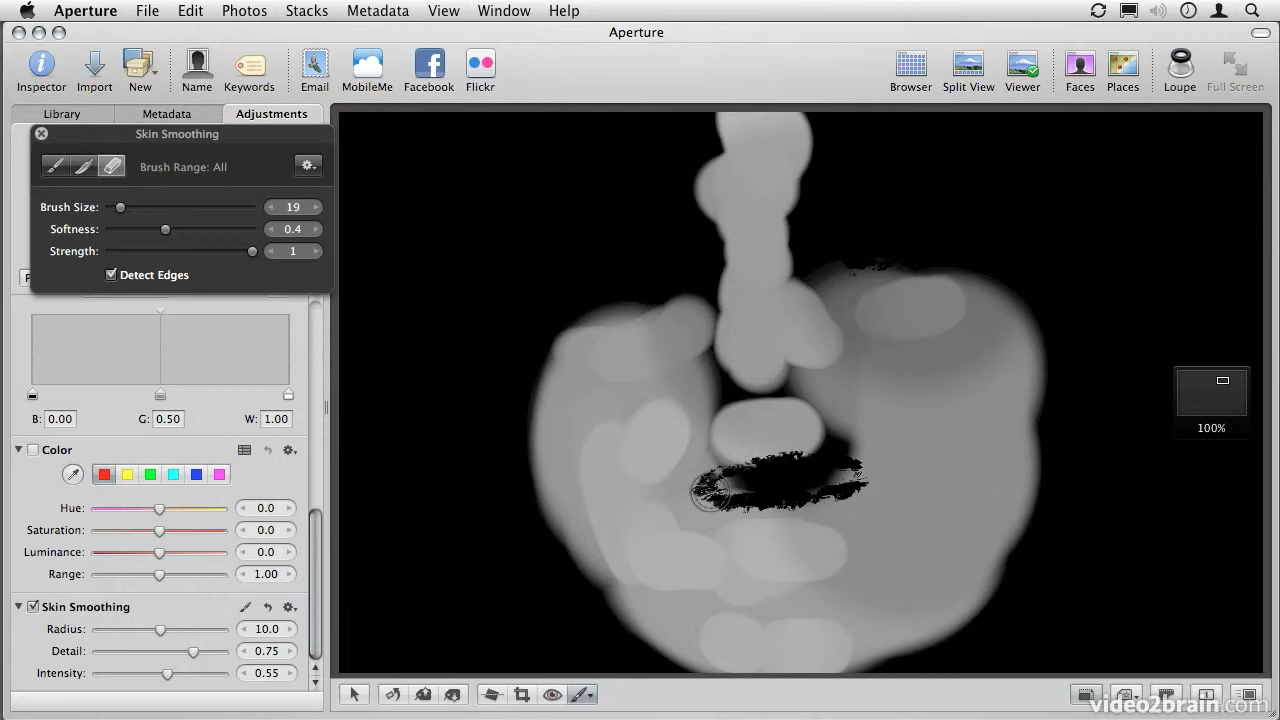 Aperture File Edit Photos Stacks Metadata View Window Help
Aperture
Inspector Import New Name Keywords Email MobileMe Facebook Flickr Browser Split View Viewer Faces Places Loupe Full Screen
Library Metadata Adjustments
Skin Smoothing
Brush Range: All
Brush Size: 19
Softness: 0.4
Strength: 1
Detect Edges
B: 0.00 G: 0.50 W: 1.00
100%
Color
Hue: 0.0
Saturation: 0.0
Luminance: 0.0
Range: 1.00
Skin Smoothing
Radius: 10.0
Detail: 0.75
Intensity: 0.55
video2brain.com